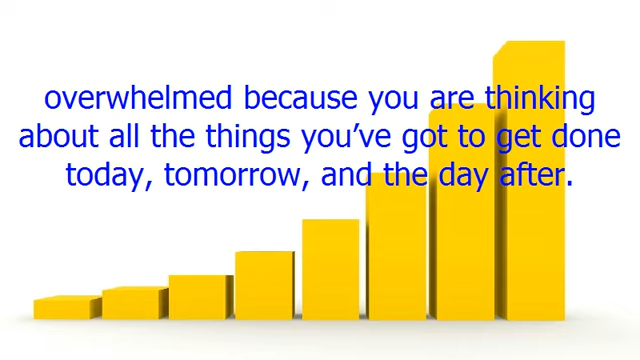 overwhelmed because you are thinking
about all the things you’ve got to get done
today, tomorrow, and the day after.